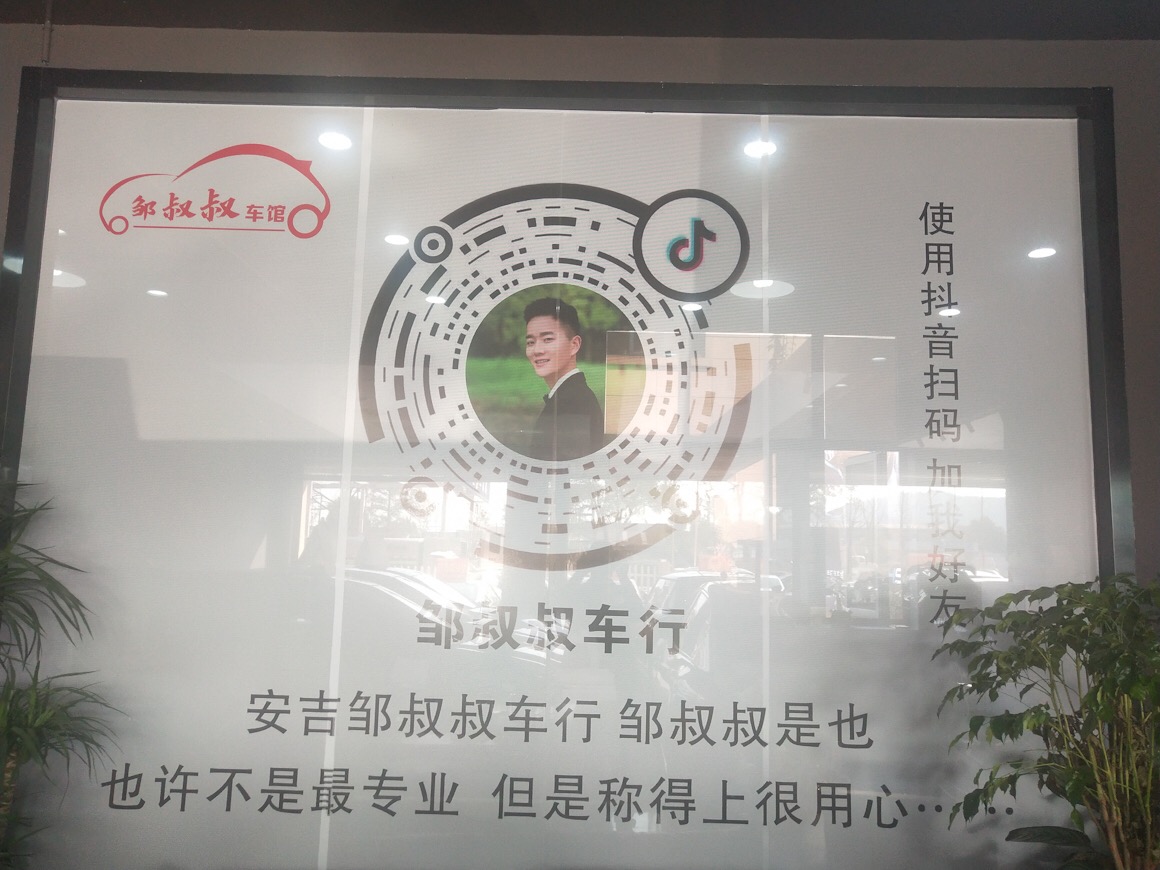 邹叔叔车馆
使用抖音扫码 加我好友
邹叔叔车行
安吉邹叔叔车行 邹叔叔是也
也许不是最专业 但是称得上很用心……